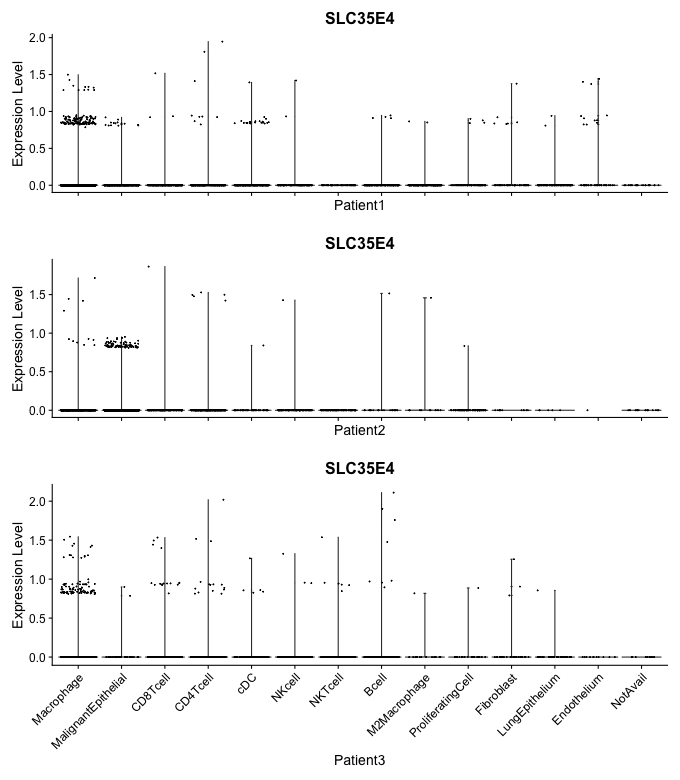 SLC35E4
Expression Level
2.0
1.5
1.0
0.5
0.0
Patient1
SLC35E4
Expression Level
1.5
1.0
0.5
0.0
Patient2
SLC35E4
Expression Level
2.0
1.5
1.0
0.5
0.0
Macrophage
MalignantEpithelial
CD8Tcell
CD4Tcell
cDC
NKcell
NKTcell
Bcell
M2Macrophage
ProliferatingCell
Fibroblast
LungEpithelium
Endothelium
NotAvail
Patient3